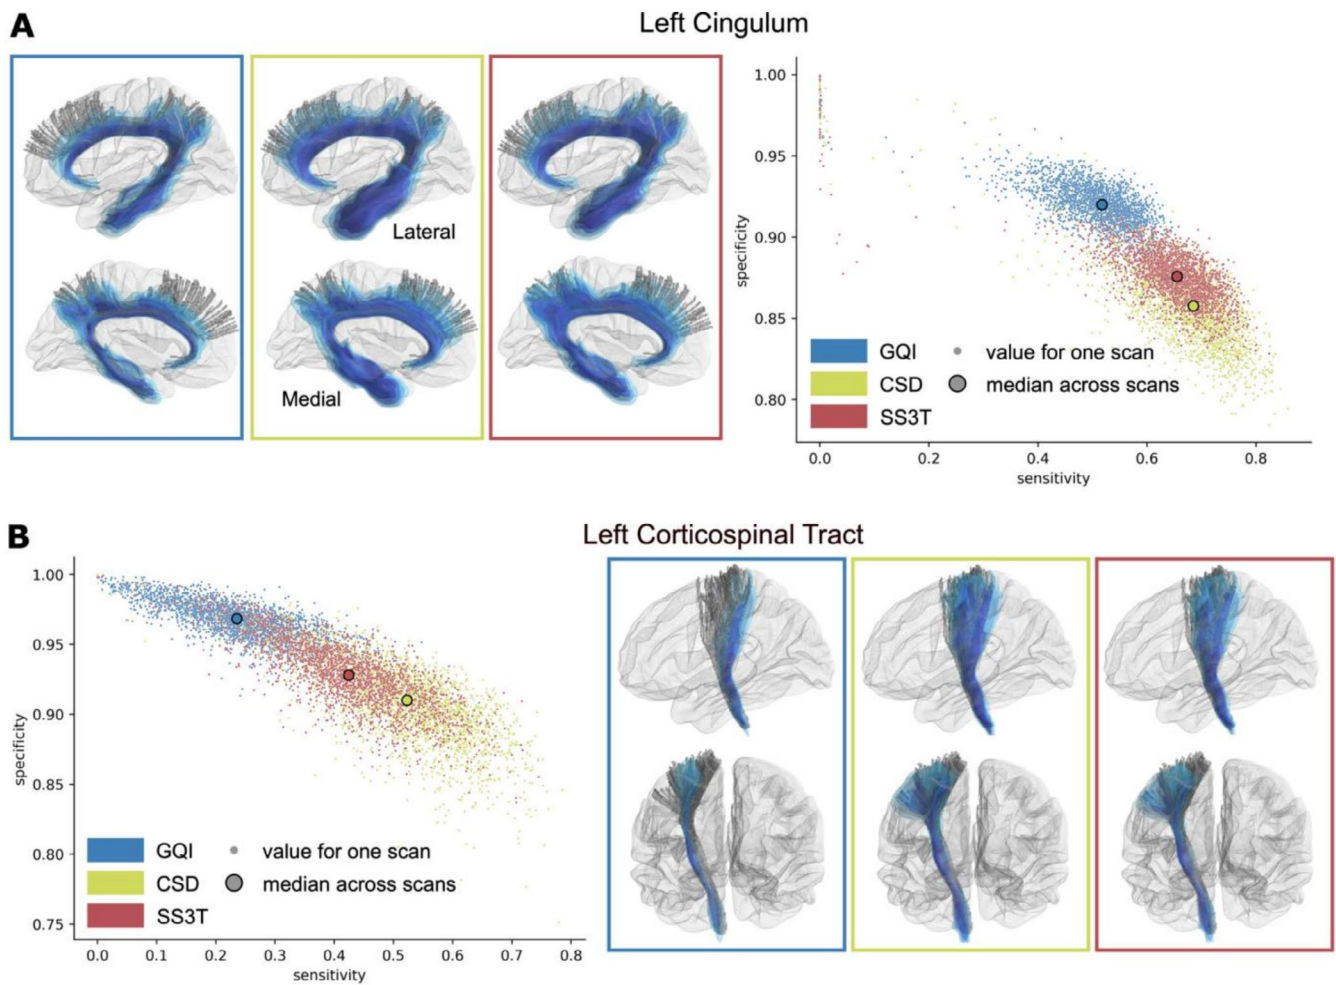 A
Left Cingulum
Lateral
Medial
1.00
0.95
0.90
0.85
0.80
specificity
GQI
value for one scan
CSD
median across scans
SS3T
0.0 0.2 0.4 0.6 0.8
sensitivity
B
Left Corticospinal Tract
1.00
0.95
0.90
0.85
0.80
0.75
specificity
GQI
value for one scan
CSD
median across scans
SS3T
0.0 0.1 0.2 0.3 0.4 0.5 0.6 0.7 0.8
sensitivity